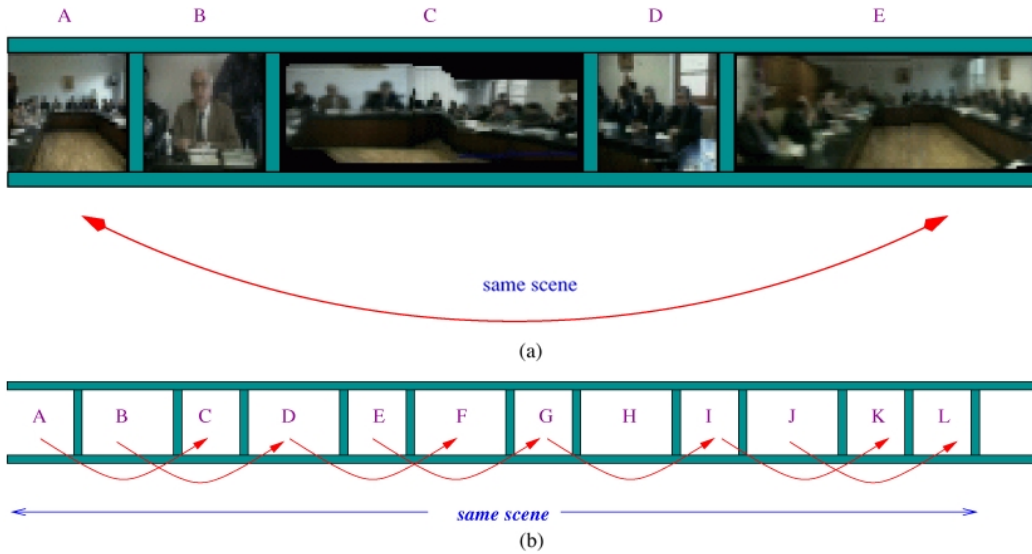 A B C D E
same scene
(a)
A B C D E F G H I J K L
same scene
(b)